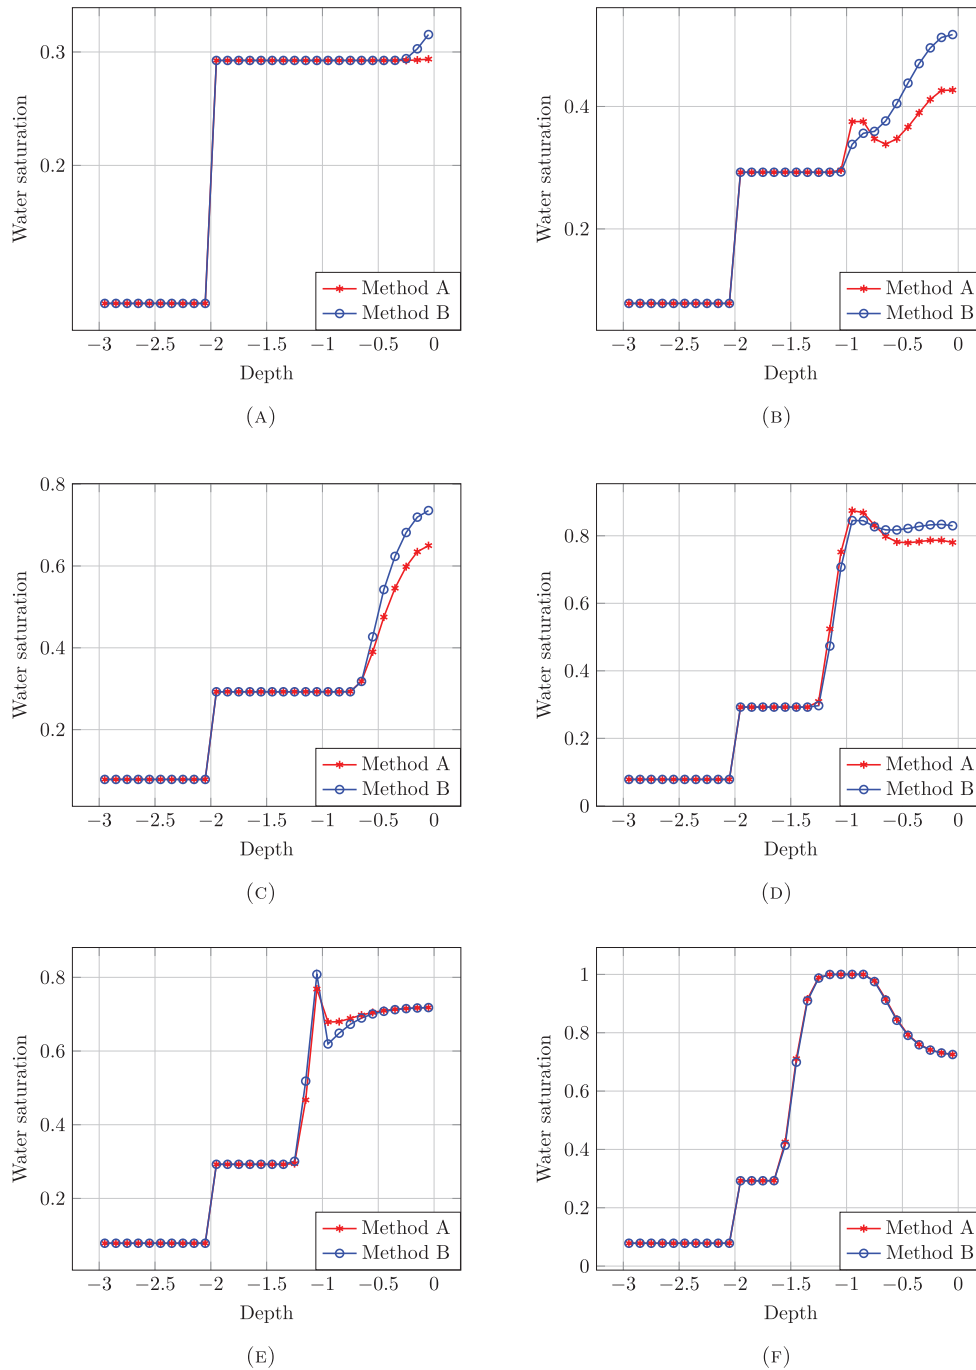 0.3
0.2
Water saturation
Method A
Method B
−3 −2.5 −2 −1.5 −1 −0.5 0
Depth
(A)
0.4
0.2
Water saturation
Method A
Method B
−3 −2.5 −2 −1.5 −1 −0.5 0
Depth
(B)
0.8
0.6
0.4
0.2
Water saturation
Method A
Method B
−3 −2.5 −2 −1.5 −1 −0.5 0
Depth
(C)
0.8
0.6
0.4
0.2
0
Water saturation
Method A
Method B
−3 −2.5 −2 −1.5 −1 −0.5 0
Depth
(D)
0.8
0.6
0.4
0.2
Water saturation
Method A
Method B
−3 −2.5 −2 −1.5 −1 −0.5 0
Depth
(E)
1
0.8
0.6
0.4
0.2
0
Water saturation
Method A
Method B
−3 −2.5 −2 −1.5 −1 −0.5 0
Depth
(F)